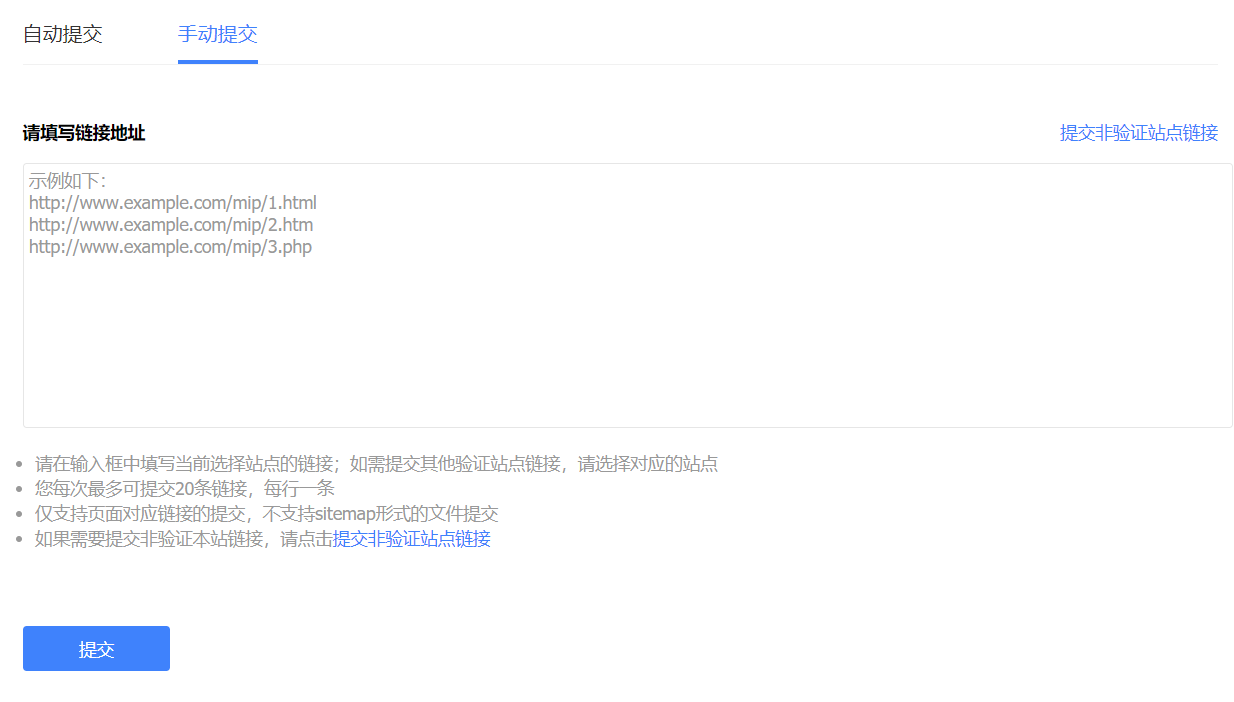 自动提交
手动提交
请填写链接地址
提交非验证站点链接
示例如下：
http://www.example.com/mip/1.html
http://www.example.com/mip/2.htm
http://www.example.com/mip/3.php
请在输入框中填写当前选择站点的链接；如需提交其他验证站点链接，请选择对应的站点
您每次最多可提交20条链接，每行一条
仅支持页面对应链接的提交，不支持sitemap形式的文件提交
如果需要提交非验证本站链接，请点击提交非验证站点链接
提交